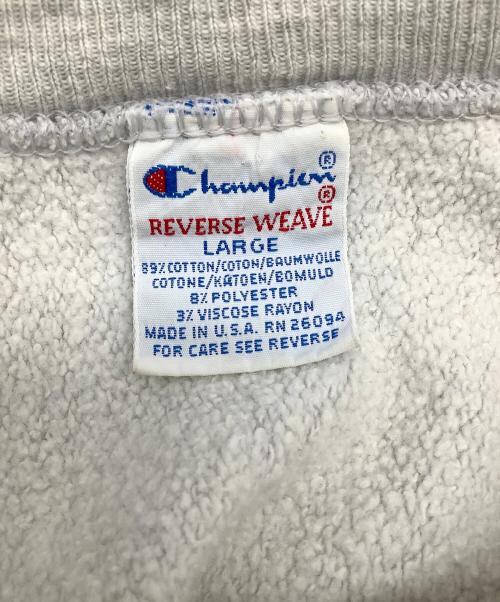 Champion ®
REVERSE WEAVE ®
LARGE
89% COTTON/COTON/BAUMWOLLE
COTONE/KATOEN/BOMULD
8% POLYESTER
3% VISCOSE RAYON
MADE IN U.S.A. RN 26094
FOR CARE SEE REVERSE